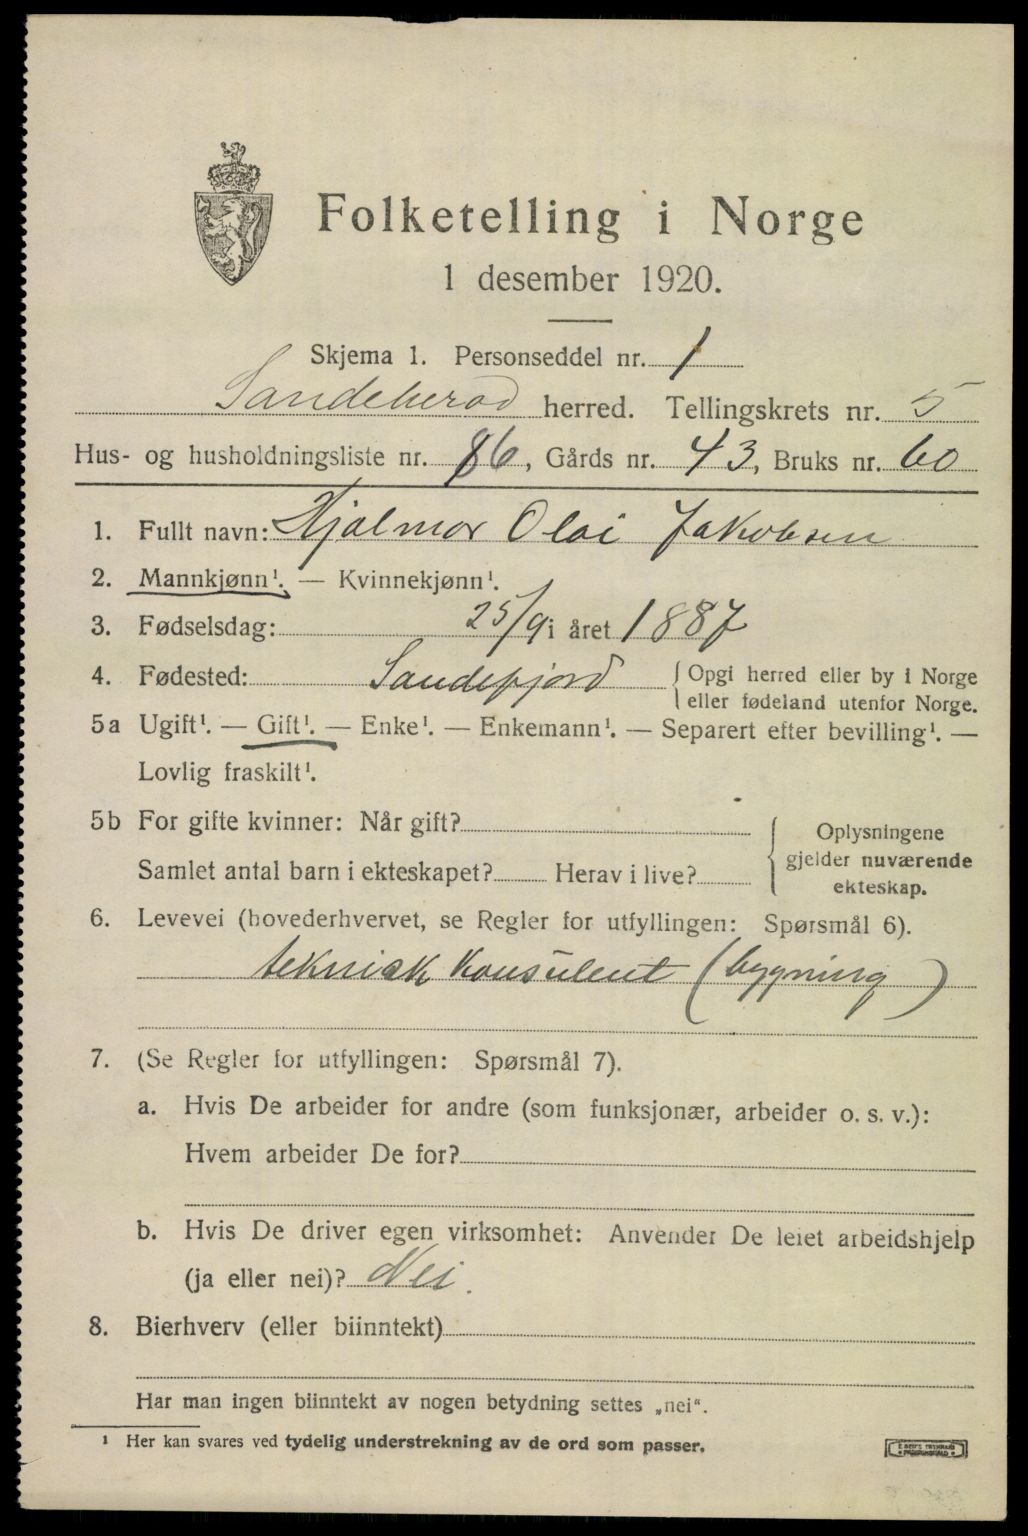 Folketelling i Norge
1 desember 1920.
Skjema 1. Personseddel nr. 1
Sandeherad herred. Tellingskrets nr. 5
Hus- og husholdningsliste nr. 86, Gårds nr. 43, Bruks nr. 60
1. Fullt navn: Hjalmar Olai Jakobsen
2. Mannkjønn¹. — Kvinnekjønn¹.
3. Fødselsdag: 25/9 i året 1887
4. Fødested: Sandefjord { Opgi herred eller by i Norge
eller fødeland utenfor Norge.
5a Ugift¹. — Gift¹. — Enke¹. — Enkemann¹. — Separert efter bevilling¹. —
Lovlig fraskilt¹.
5b For gifte kvinner: Når gift?
Samlet antal barn i ekteskapet? Herav i live?
Oplysningene
gjelder nuværende
ekteskap.
6. Levevei (hovederhvervet, se Regler for utfyllingen: Spørsmål 6).
teknisk konsulent (bygning)
7. (Se Regler for utfyllingen: Spørsmål 7).
a. Hvis De arbeider for andre (som funksjonær, arbeider o. s. v.):
Hvem arbeider De for?
b. Hvis De driver egen virksomhet: Anvender De leiet arbeidshjelp
(ja eller nei)? Nei.
8. Bierhverv (eller biinntekt)
Har man ingen biinntekt av nogen betydning settes „nei“.
¹ Her kan svares ved tydelig understrekning av de ord som passer.